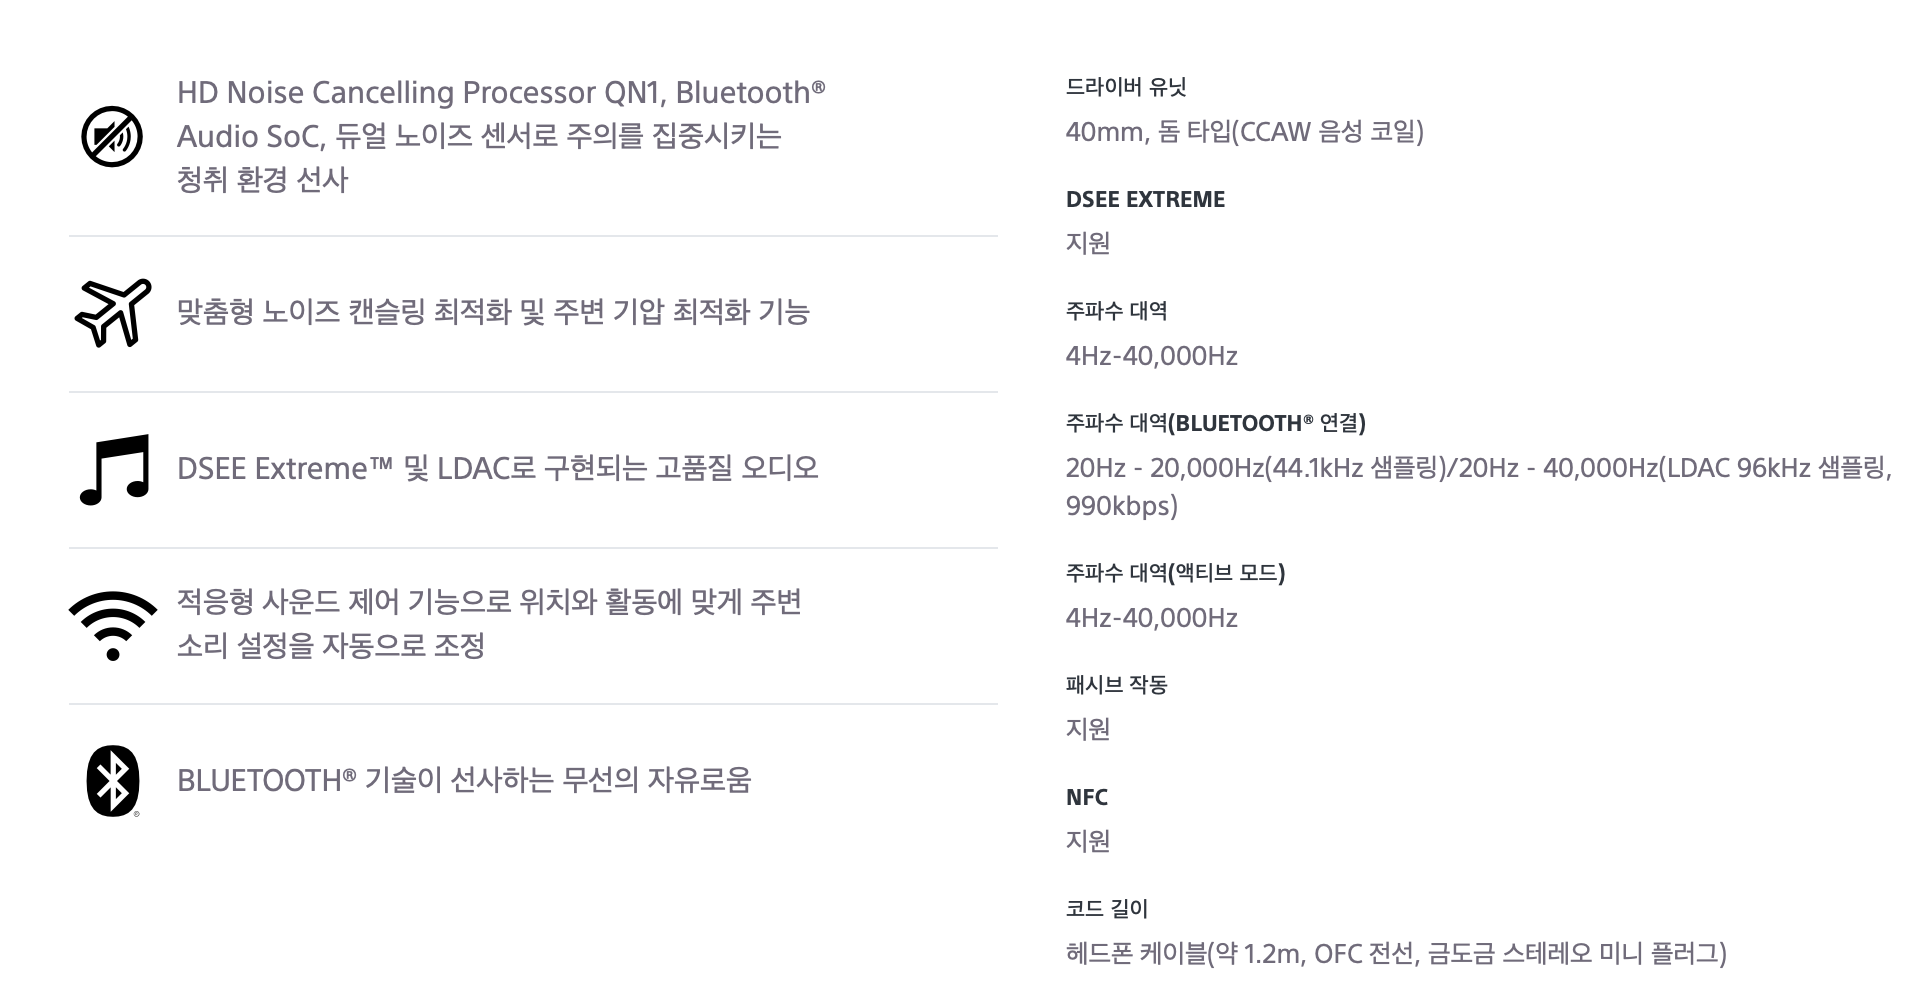 HD Noise Cancelling Processor QN1, Bluetooth®
Audio SoC, 듀얼 노이즈 센서로 주의를 집중시키는
청취 환경 선사
맞춤형 노이즈 캔슬링 최적화 및 주변 기압 최적화 기능
DSEE Extreme™ 및 LDAC로 구현되는 고품질 오디오
적응형 사운드 제어 기능으로 위치와 활동에 맞게 주변
소리 설정을 자동으로 조정
BLUETOOTH® 기술이 선사하는 무선의 자유로움
드라이버 유닛
40mm, 돔 타입(CCAW 음성 코일)
DSEE EXTREME
지원
주파수 대역
4Hz-40,000Hz
주파수 대역(BLUETOOTH® 연결)
20Hz - 20,000Hz(44.1kHz 샘플링)/20Hz - 40,000Hz(LDAC 96kHz 샘플링,
990kbps)
주파수 대역(액티브 모드)
4Hz-40,000Hz
패시브 작동
지원
NFC
지원
코드 길이
헤드폰 케이블(약 1.2m, OFC 전선, 금도금 스테레오 미니 플러그)